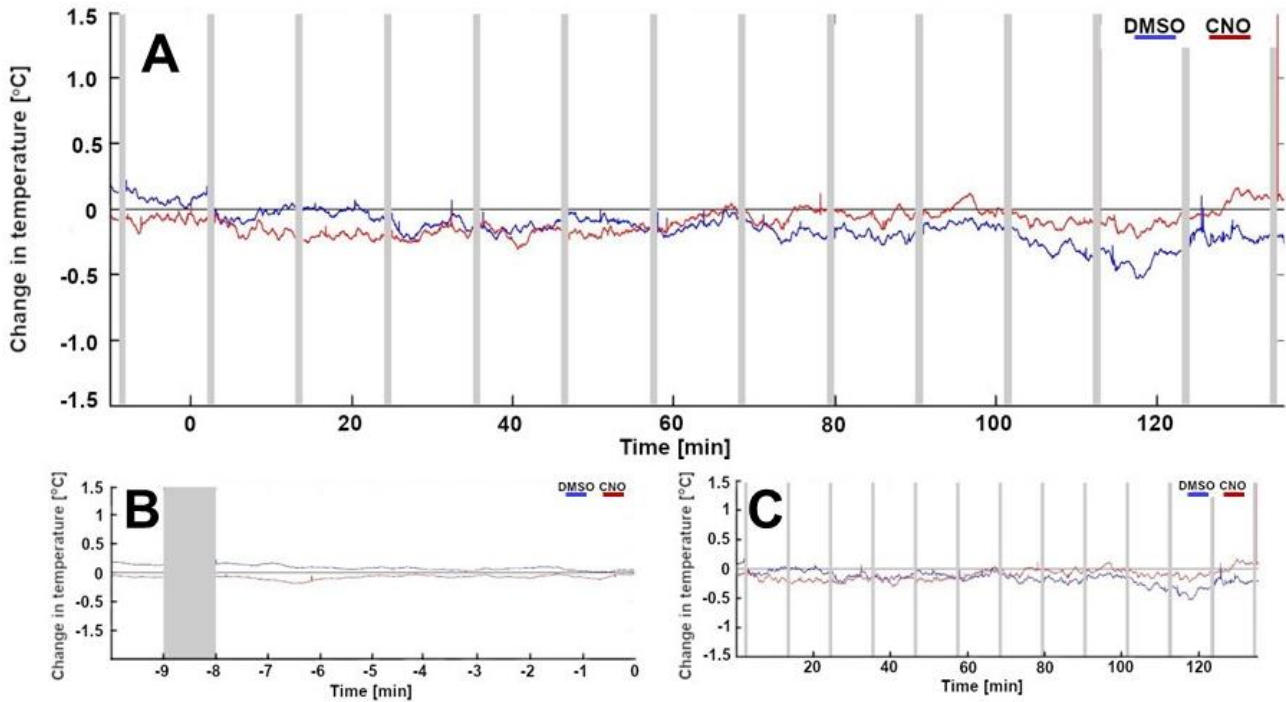 1.5
DMSO CNO
A
1.0
0.5
0
-0.5
-1.0
-1.5
Change in temperature [°C]
0 20 40 60 80 100 120
Time [min]
1.5
DMSO CNO
B
1
0.5
0
-0.5
-1.5
Change in temperature [°C]
-9 -8 -7 -6 -5 -4 -3 -2 -1 0
Time [min]
1.5
DMSO CNO
C
1
0.5
0
-0.5
-1
-1.5
Change in temperature [°C]
20 40 60 80 100 120
Time [min]